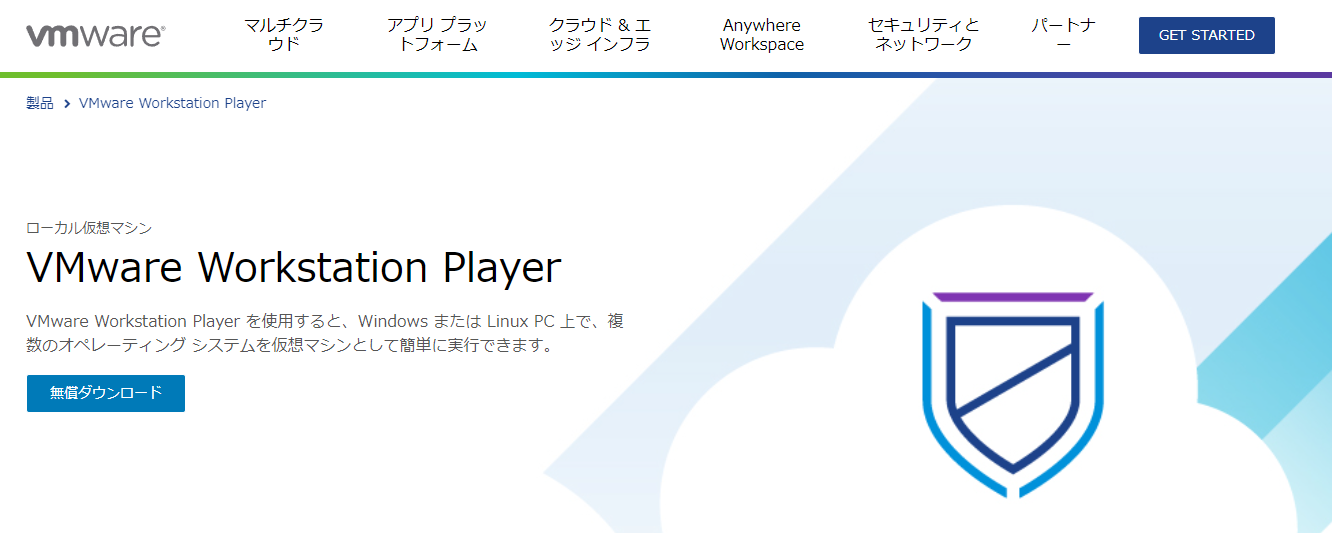 vmware®
マルチクラ
ウド
アプリ プラッ
トフォーム
クラウド & エ
ッジ インフラ
Anywhere
Workspace
セキュリティと
ネットワーク
パートナ
ー
GET STARTED
製品 > VMware Workstation Player
ローカル仮想マシン
VMware Workstation Player
VMware Workstation Player を使用すると、Windows または Linux PC 上で、複
数のオペレーティング システムを仮想マシンとして簡単に実行できます。
無償ダウンロード